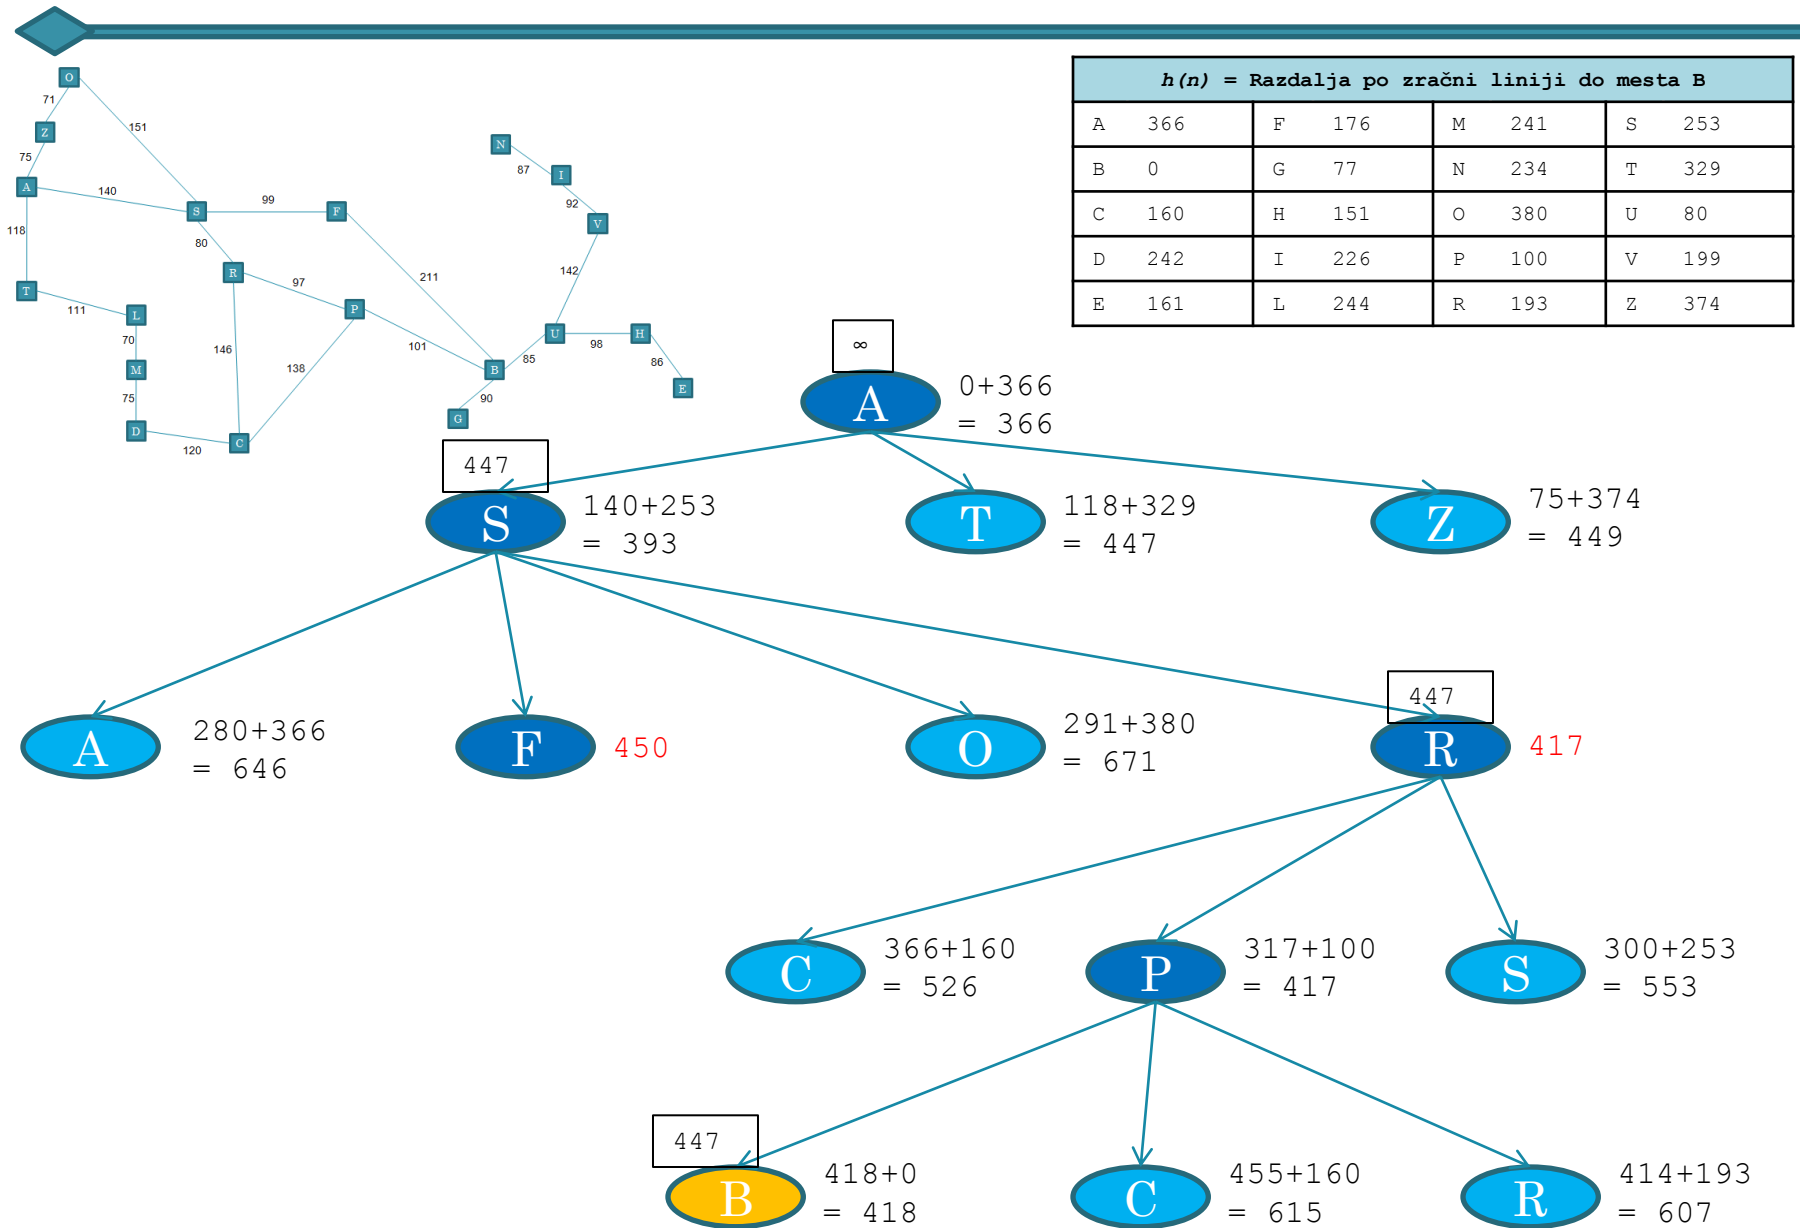 O
71
Z
151
75
A
140
S
99
F
118
80
R
97
211
T
111
L
P
70
146
138
101
M
75
D
120
C
N
87
I
92
V
142
B
85
U
98
H
86
E
90
G
h(n) = Razdalja po zračni liniji do mesta B
A 366 F 176 M 241 S 253
B 0 G 77 N 234 T 329
C 160 H 151 O 380 U 80
D 242 I 226 P 100 V 199
E 161 L 244 R 193 Z 374
∞
A
0+366
= 366
447
S
140+253
= 393
T
118+329
= 447
Z
75+374
= 449
A
280+366
= 646
F
450
O
291+380
= 671
447
R
417
C
366+160
= 526
P
317+100
= 417
S
300+253
= 553
447
B
418+0
= 418
C
455+160
= 615
R
414+193
= 607